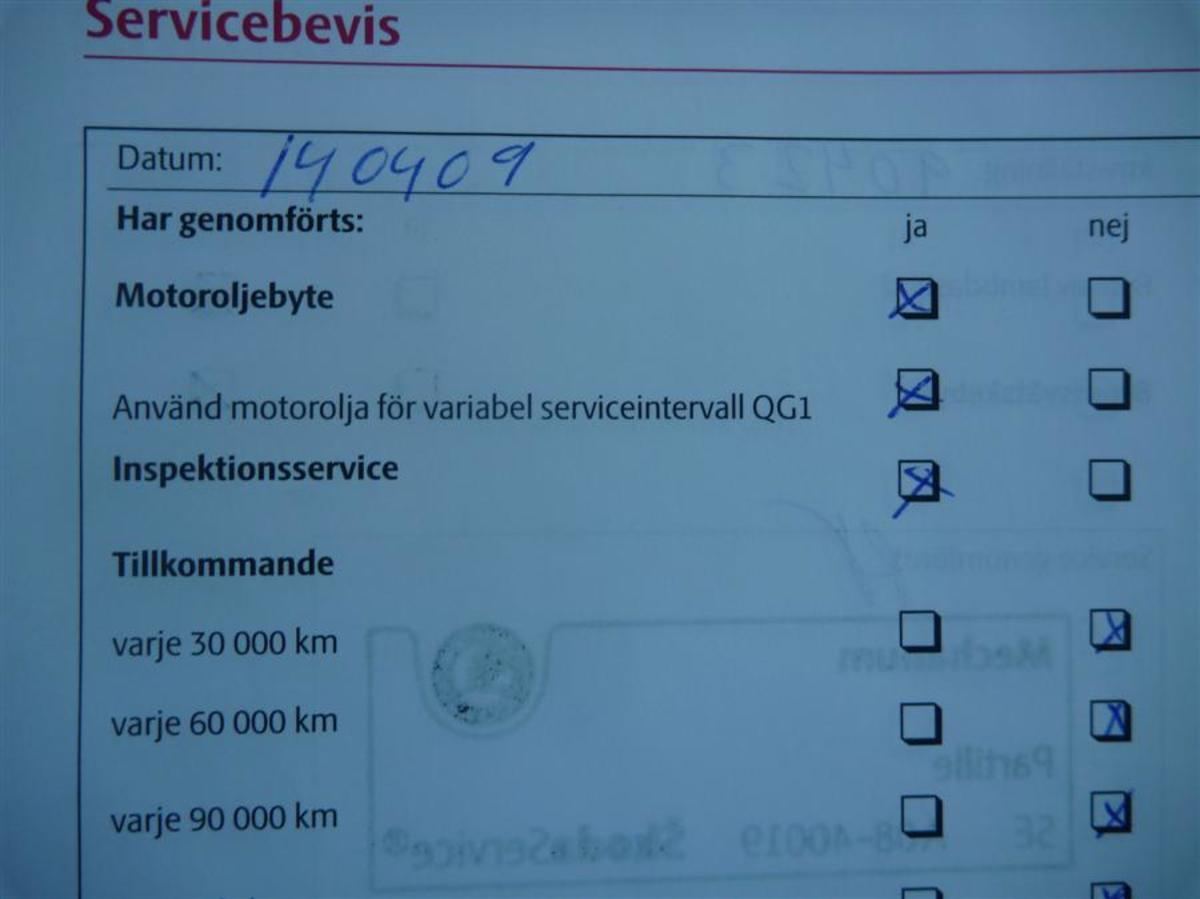 Servicebevis
Datum: 140409
Har genomförts: ja nej
Motoroljebyte
Använd motorolja för variabel serviceintervall QG1
Inspektionsservice
Tillkommande
varje 30 000 km
varje 60 000 km
varje 90 000 km